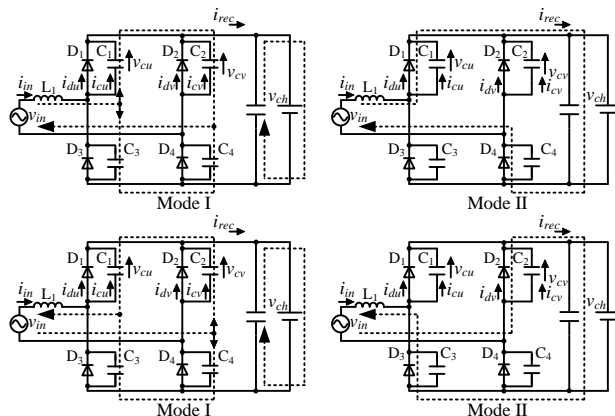 i_rec
D₁ C₁ D₂ C₂
i_in L₁ i_du i_cu v_cu i_dv i_cv v_cv v_ch
v_in
D₃ C₃ D₄ C₄
Mode I
i_rec
D₁ C₁ D₂ C₂
i_in L₁ i_du i_cu v_cu i_dv i_cv v_cv v_ch
v_in
D₃ C₃ D₄ C₄
Mode II
i_rec
D₁ C₁ D₂ C₂
i_in L₁ i_du i_cu v_cu i_dv i_cv v_cv v_ch
v_in
D₃ C₃ D₄ C₄
Mode I
i_rec
D₁ C₁ D₂ C₂
i_in L₁ i_du i_cu v_cu i_dv i_cv v_cv v_ch
v_in
D₃ C₃ D₄ C₄
Mode II